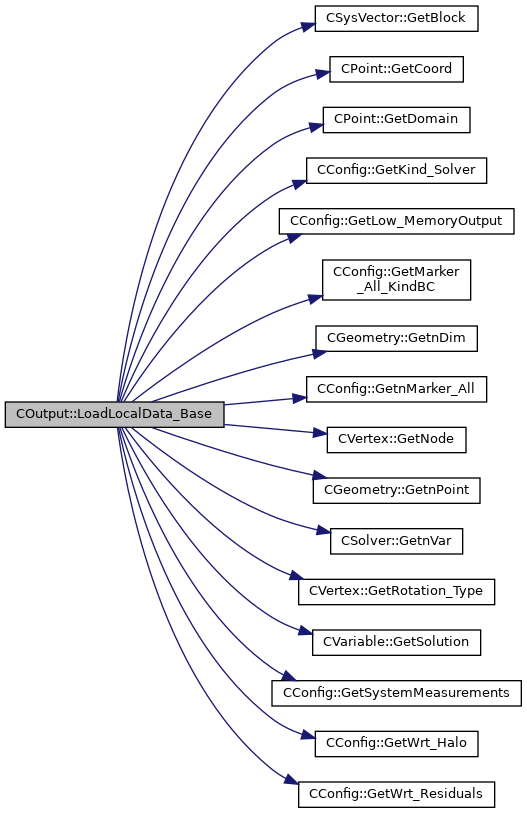 CSysVector::GetBlock
CPoint::GetCoord
CPoint::GetDomain
CConfig::GetKind_Solver
CConfig::GetLow_MemoryOutput
CConfig::GetMarker
_All_KindBC
CGeometry::GetnDim
CConfig::GetnMarker_All
COutput::LoadLocalData_Base
CVertex::GetNode
CGeometry::GetnPoint
CSolver::GetnVar
CVertex::GetRotation_Type
CVariable::GetSolution
CConfig::GetSystemMeasurements
CConfig::GetWrt_Halo
CConfig::GetWrt_Residuals